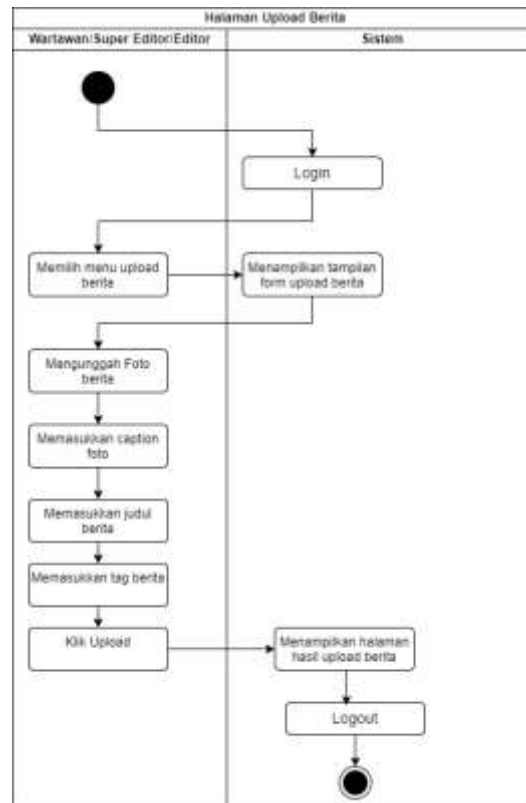 Halaman Upload Berita
Wartawan/Super Editor/Editor
Sistem
Login
Memilih menu upload
berita
Menampilkan tampilan
form upload berita
Mengunggah Foto
berita
Memasukkan caption
foto
Memasukkan judul
berita
Memasukkan tag berita
Klik Upload
Menampilkan halaman
hasil upload berita
Logout